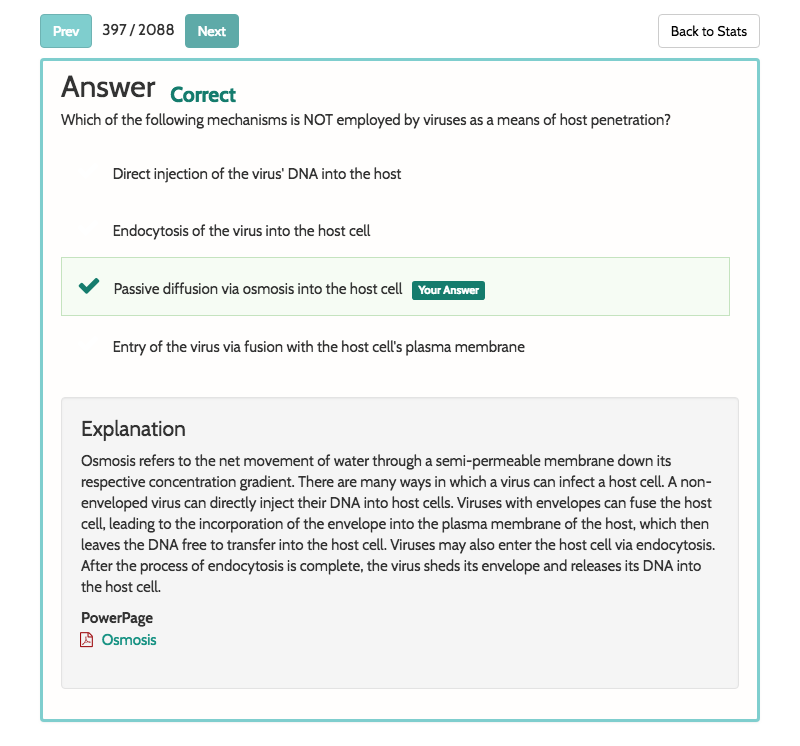 Prev 397 / 2088 Next Back to Stats
Answer Correct
Which of the following mechanisms is NOT employed by viruses as a means of host penetration?
Direct injection of the virus' DNA into the host
Endocytosis of the virus into the host cell
Passive diffusion via osmosis into the host cell Your Answer
Entry of the virus via fusion with the host cell's plasma membrane
Explanation
Osmosis refers to the net movement of water through a semi-permeable membrane down its
respective concentration gradient. There are many ways in which a virus can infect a host cell. A non-
enveloped virus can directly inject their DNA into host cells. Viruses with envelopes can fuse the host
cell, leading to the incorporation of the envelope into the plasma membrane of the host, which then
leaves the DNA free to transfer into the host cell. Viruses may also enter the host cell via endocytosis.
After the process of endocytosis is complete, the virus sheds its envelope and releases its DNA into
the host cell.
PowerPage
Osmosis